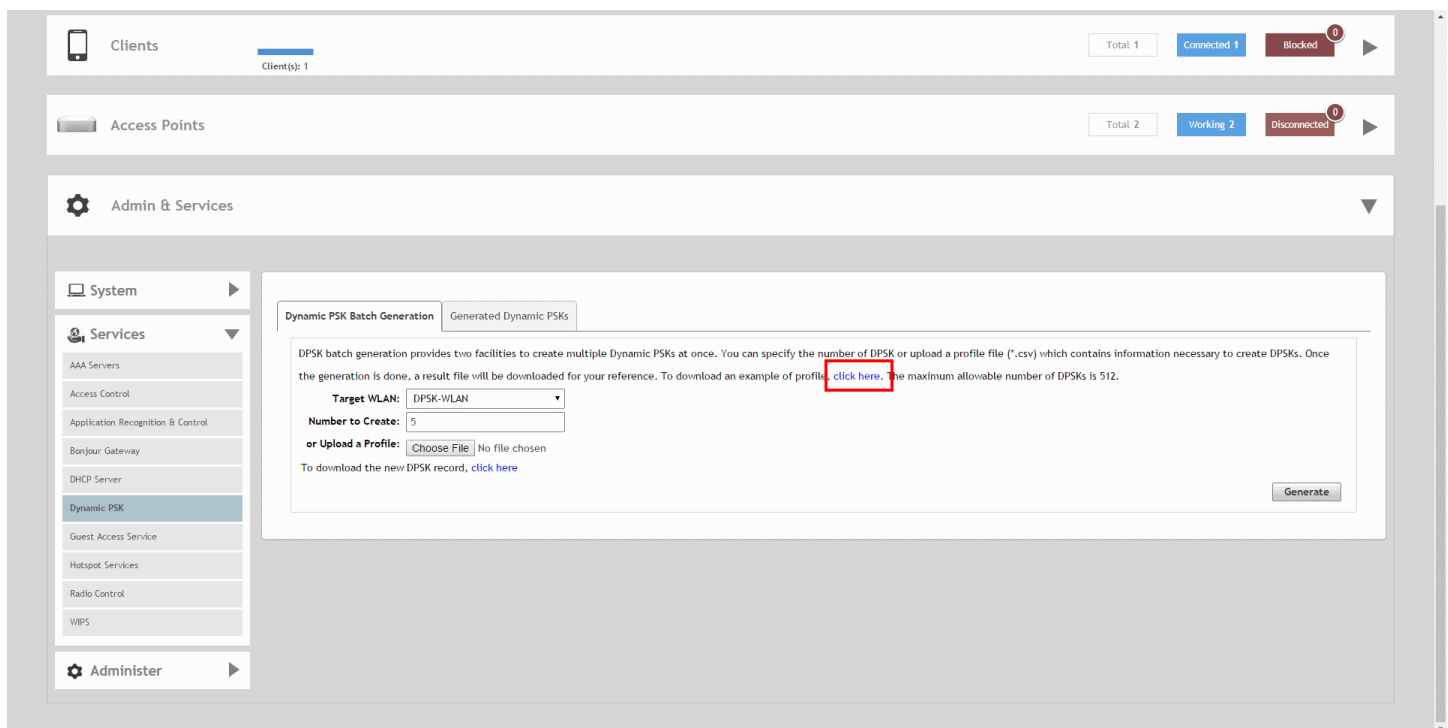 Clients
Client(s): 1
Total 1
Connected 1
Blocked
0
Access Points
Total 2
Working 2
Disconnected
0
Admin & Services
System
Services
AAA Servers
Access Control
Application Recognition & Control
Bonjour Gateway
DHCP Server
Dynamic PSK
Guest Access Service
Hotspot Services
Radio Control
WIPS
Administer
Dynamic PSK Batch Generation
Generated Dynamic PSKs
DPSK batch generation provides two facilities to create multiple Dynamic PSKs at once. You can specify the number of DPSK or upload a profile file (*.csv) which contains information necessary to create DPSKs. Once
the generation is done, a result file will be downloaded for your reference. To download an example of profile, click here. The maximum allowable number of DPSKs is 512.
Target WLAN: DPSK-WLAN
Number to Create: 5
or Upload a Profile: Choose File No file chosen
To download the new DPSK record, click here
Generate